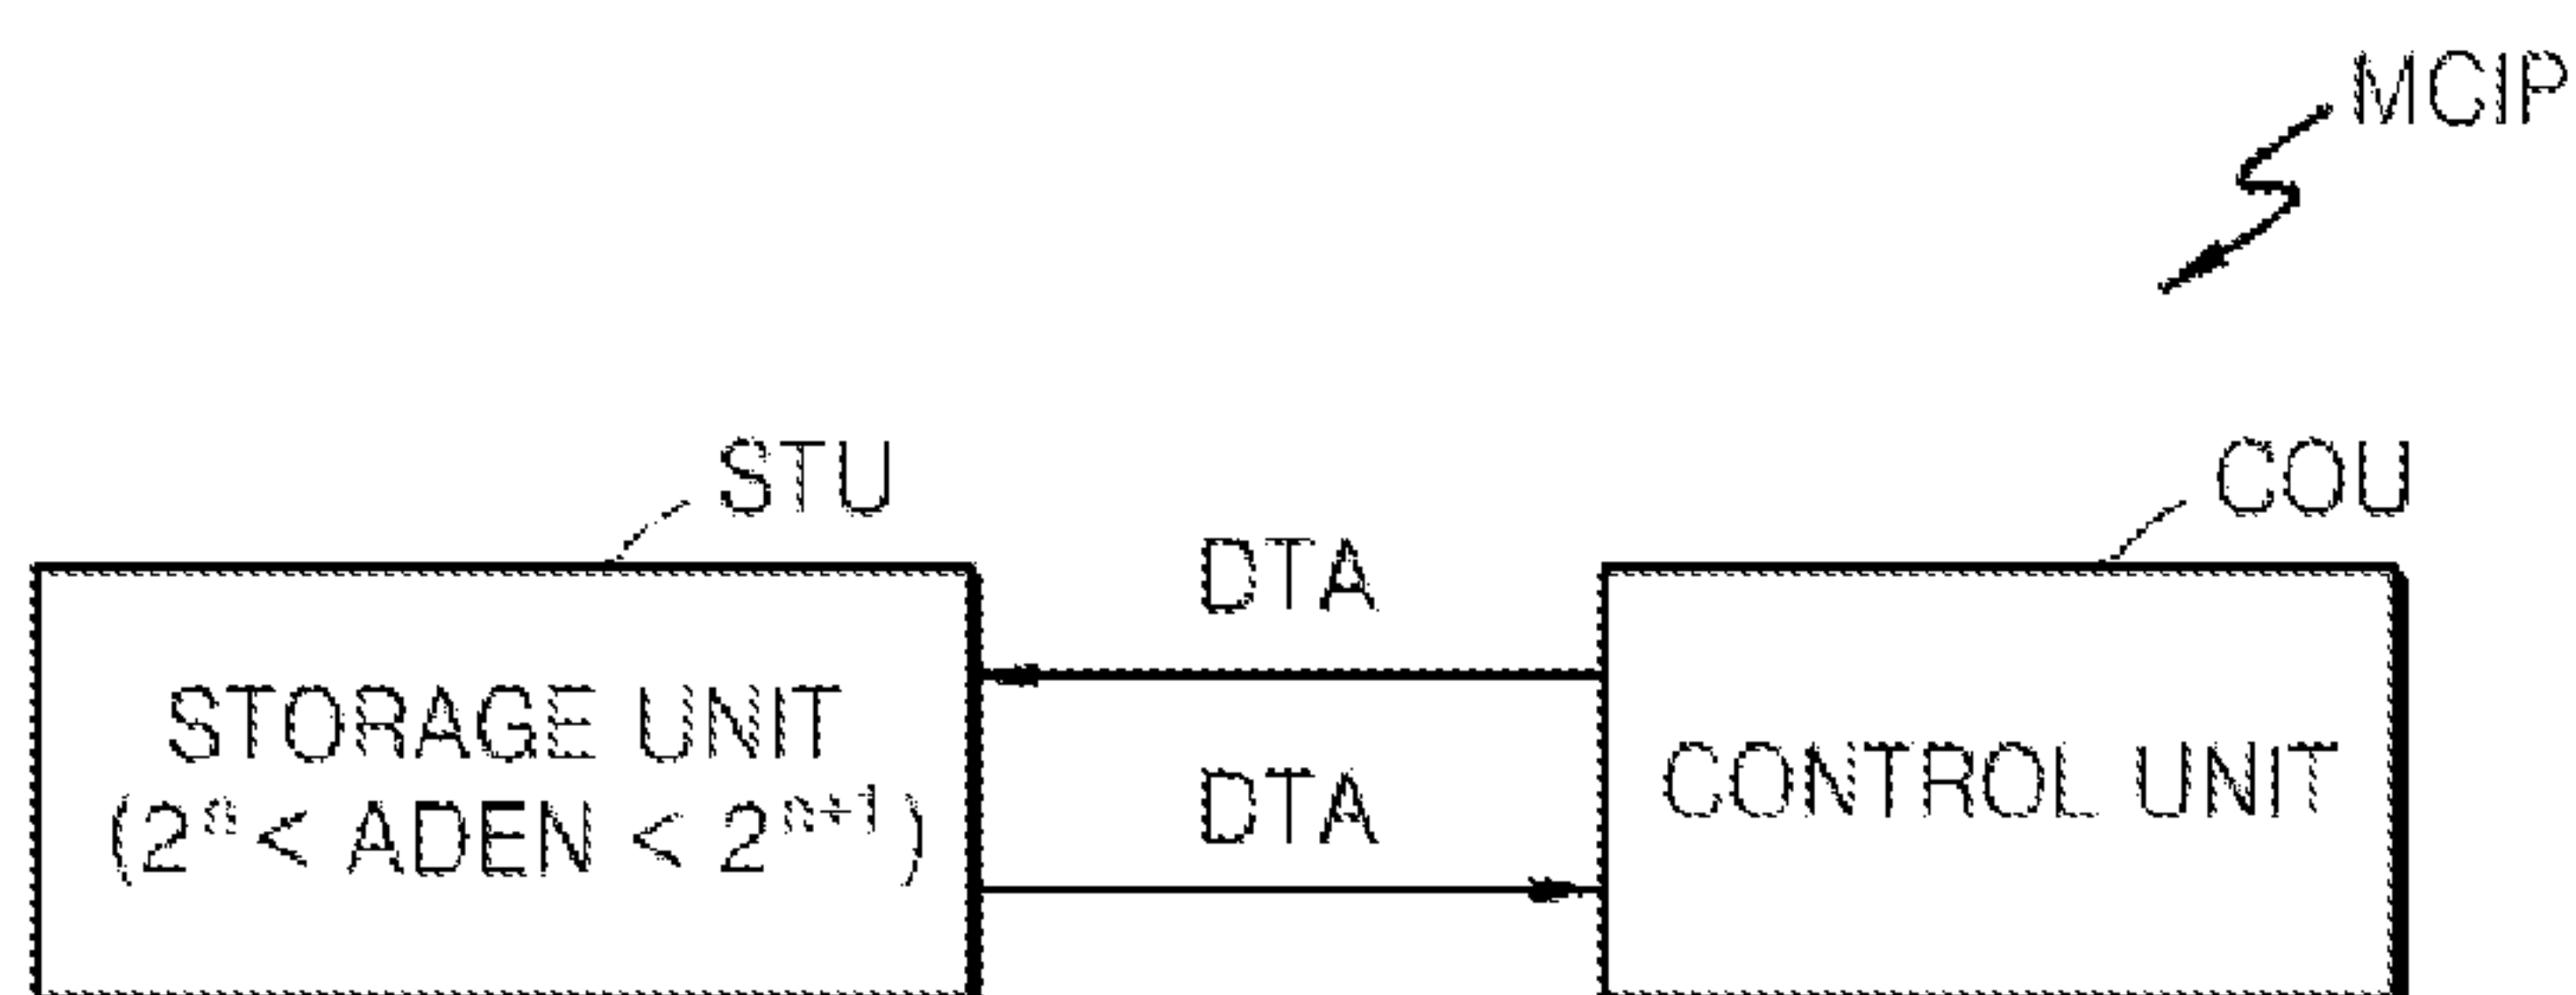 MCIP
STU
COU
DTA
STORAGE UNIT
(2ⁿ < ADEN < 2ⁿ⁺¹)
DTA
CONTROL UNIT